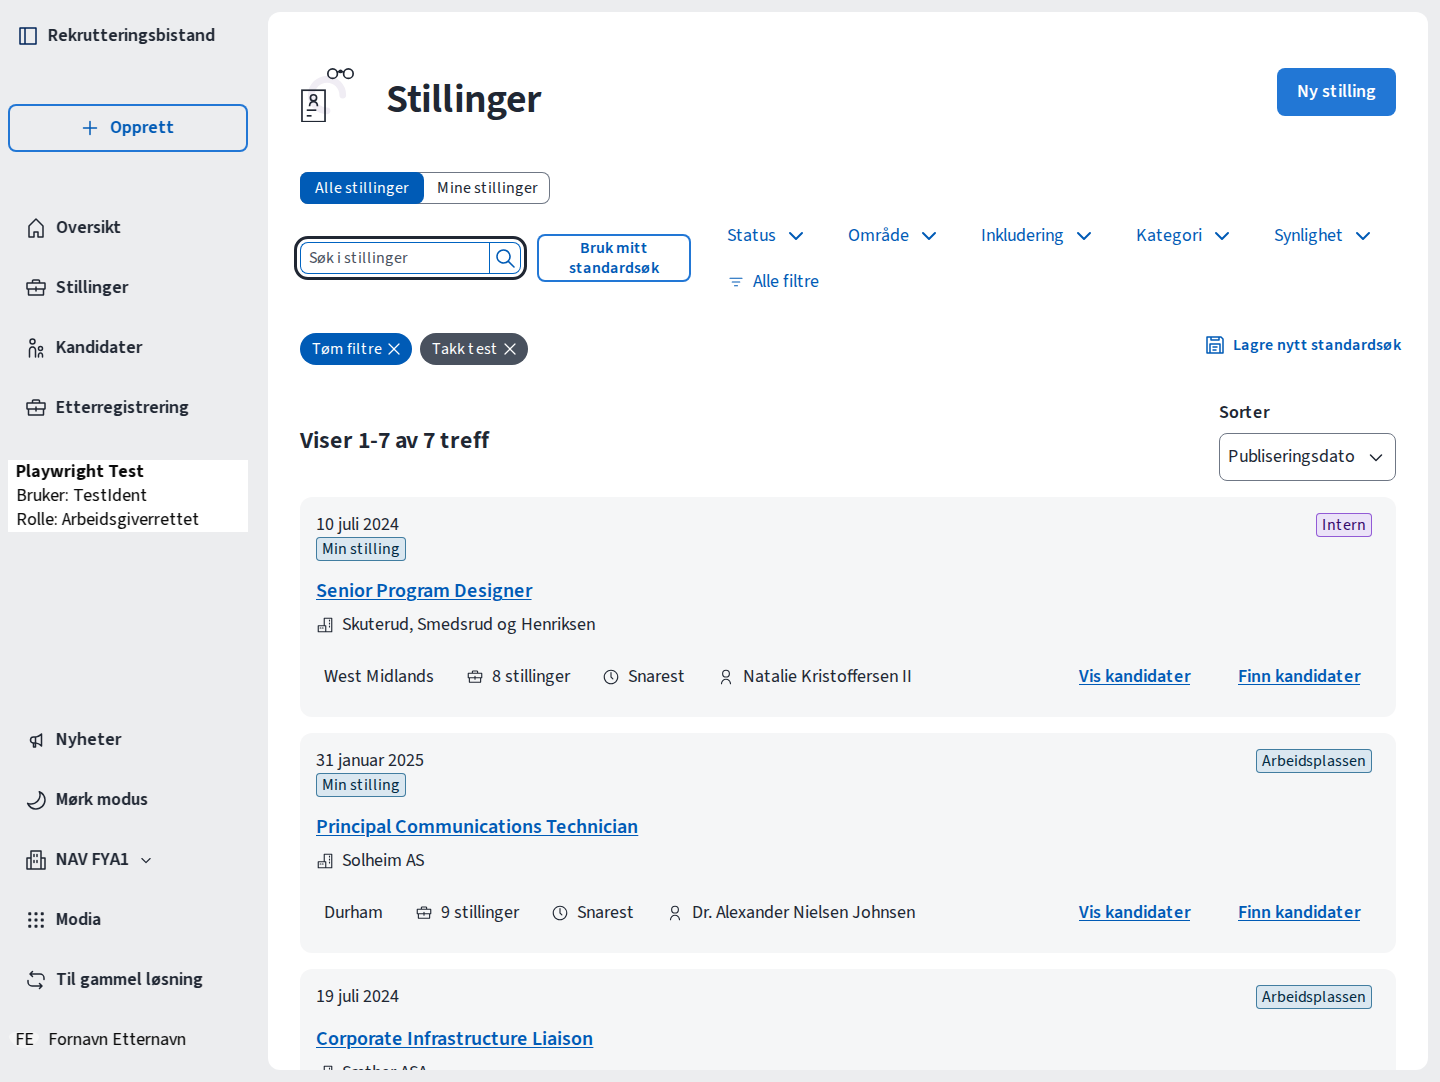 Rekrutteringsbistand
Opprett
Oversikt
Stillinger
Kandidater
Etterregistrering
Playwright Test
Bruker: TestIdent
Rolle: Arbeidsgiverrettet
Nyheter
Mørk modus
NAV FYA1
Modia
Til gammel løsning
FE Fornavn Etternavn
Stillinger
Ny stilling
Alle stillinger Mine stillinger
Søk i stillinger
Bruk mitt
standardsøk
Status Område Inkludering Kategori Synlighet
Alle filtre
Tøm filtre Takk test
Lagre nytt standardsøk
Viser 1-7 av 7 treff
Sorter
Publiseringsdato
10 juli 2024 Intern
Min stilling
Senior Program Designer
Skuterud, Smedsrud og Henriksen
West Midlands 8 stillinger Snarest Natalie Kristoffersen II Vis kandidater Finn kandidater
31 januar 2025 Arbeidsplassen
Min stilling
Principal Communications Technician
Solheim AS
Durham 9 stillinger Snarest Dr. Alexander Nielsen Johnsen Vis kandidater Finn kandidater
19 juli 2024 Arbeidsplassen
Corporate Infrastructure Liaison
Sæther ASA